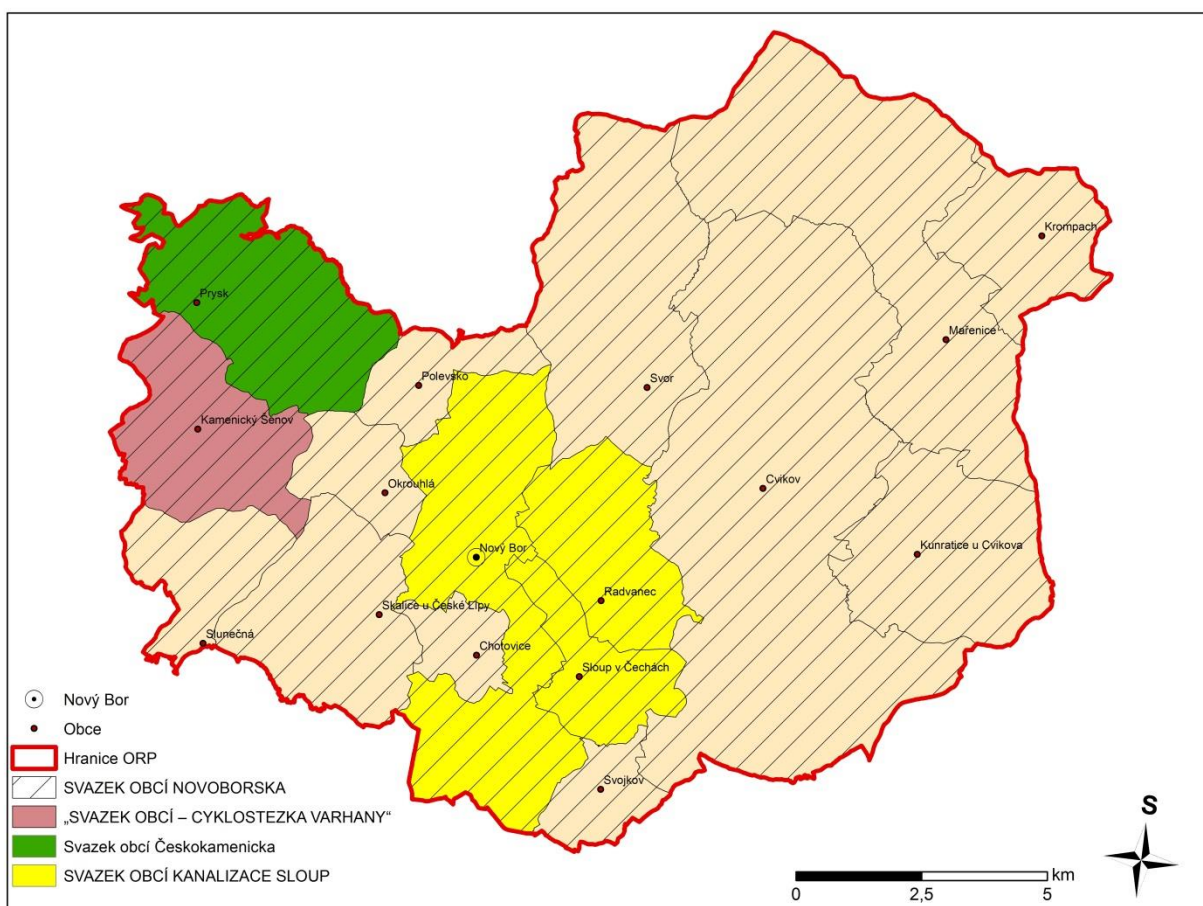 Krompach
Prysk
Mařenice
Polevsko
Svor
Kamenický Šenov
Cvikov
Okrouhlá
Nový Bor
Kunratice u Cvikova
Radvanec
Skalice u České Lípy
Slunečná
Chotovice
Sloup v Čechách
Svojkov
Nový Bor
Obce
Hranice ORP
SVAZEK OBCÍ NOVOBORSKA
„SVAZEK OBCÍ – CYKLOSTEZKA VARHANY“
Svazek obcí Českokamenicka
SVAZEK OBCÍ KANALIZACE SLOUP
S
km
0
2,5
5